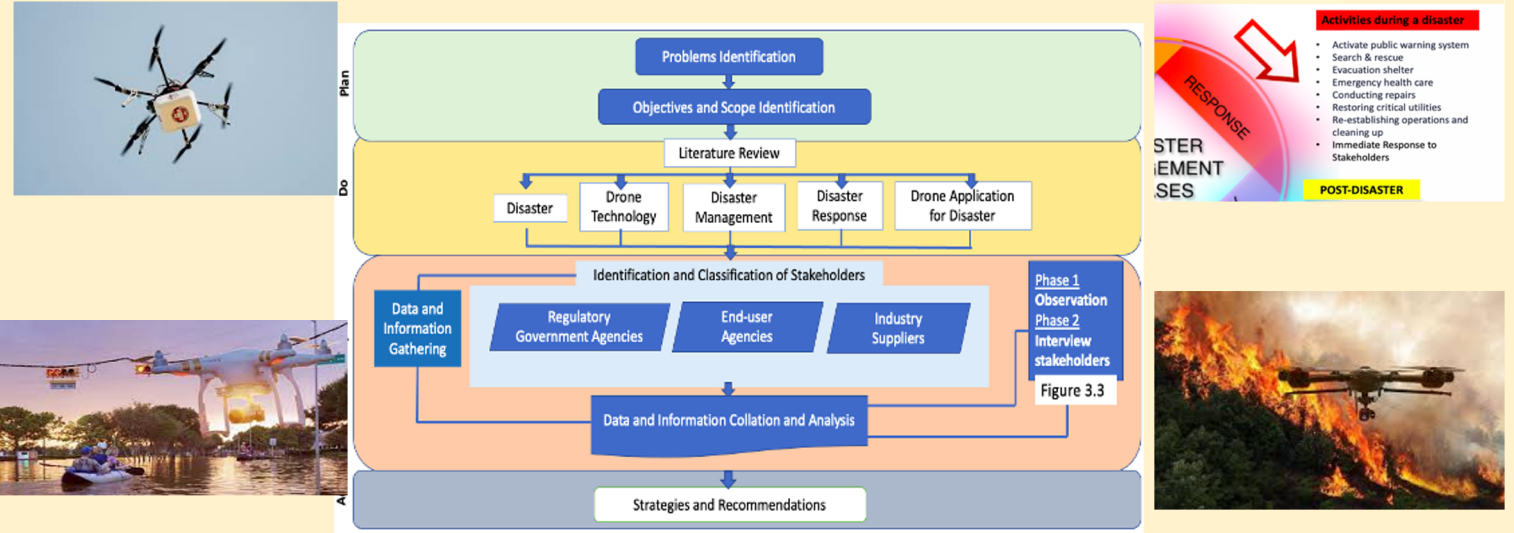 Plan
Problems Identification
Objectives and Scope Identification
Do
Literature Review
Disaster
Drone
Technology
Disaster
Management
Disaster
Response
Drone Application
for Disaster
Identification and Classification of Stakeholders
Data and
Information
Gathering
Regulatory
Government Agencies
End-user
Agencies
Industry
Suppliers
Phase 1
Observation
Phase 2
Interview
stakeholders
Figure 3.3
Data and Information Collation and Analysis
Strategies and Recommendations
RESPONSE
STER
EMENT
SES
Activities during a disaster
• Activate public warning system
• Search & rescue
• Evacuation shelter
• Emergency health care
• Conducting repairs
• Restoring critical utilities
• Re-establishing operations and
cleaning up
• Immediate Response to
Stakeholders
POST-DISASTER